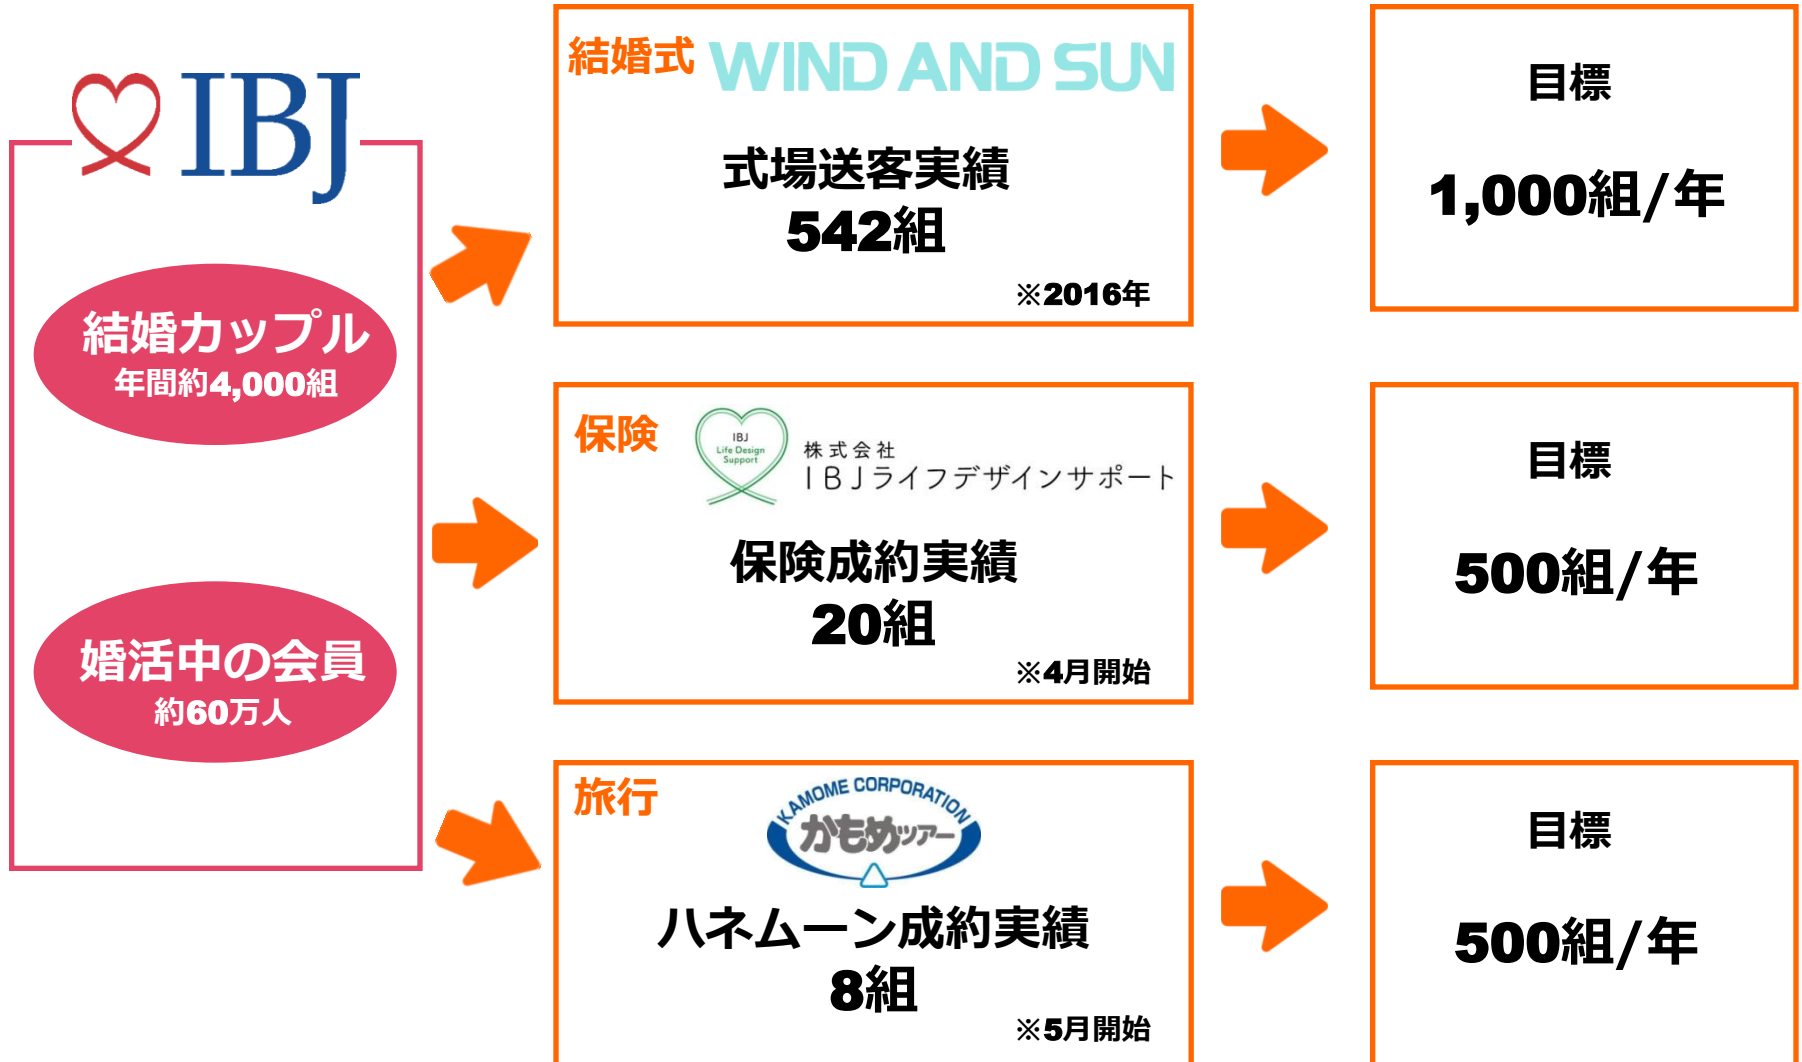 IBJ
結婚カップル
年間約4,000組
婚活中の会員
約60万人
結婚式 WIND AND SUN
式場送客実績
542組
※2016年
目標
1,000組/年
保険
IBJ
Life Design
Support
株式会社
IBJライフデザインサポート
保険成約実績
20組
※4月開始
目標
500組/年
旅行
KAMOME CORPORATION
かもめツアー
ハネムーン成約実績
8組
※5月開始
目標
500組/年